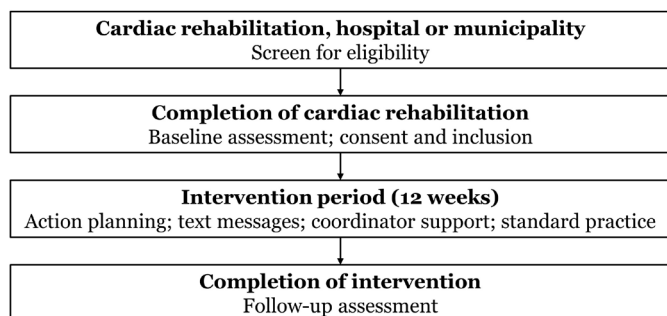 Cardiac rehabilitation, hospital or municipality
Screen for eligibility
Completion of cardiac rehabilitation
Baseline assessment; consent and inclusion
Intervention period (12 weeks)
Action planning; text messages; coordinator support; standard practice
Completion of intervention
Follow-up assessment